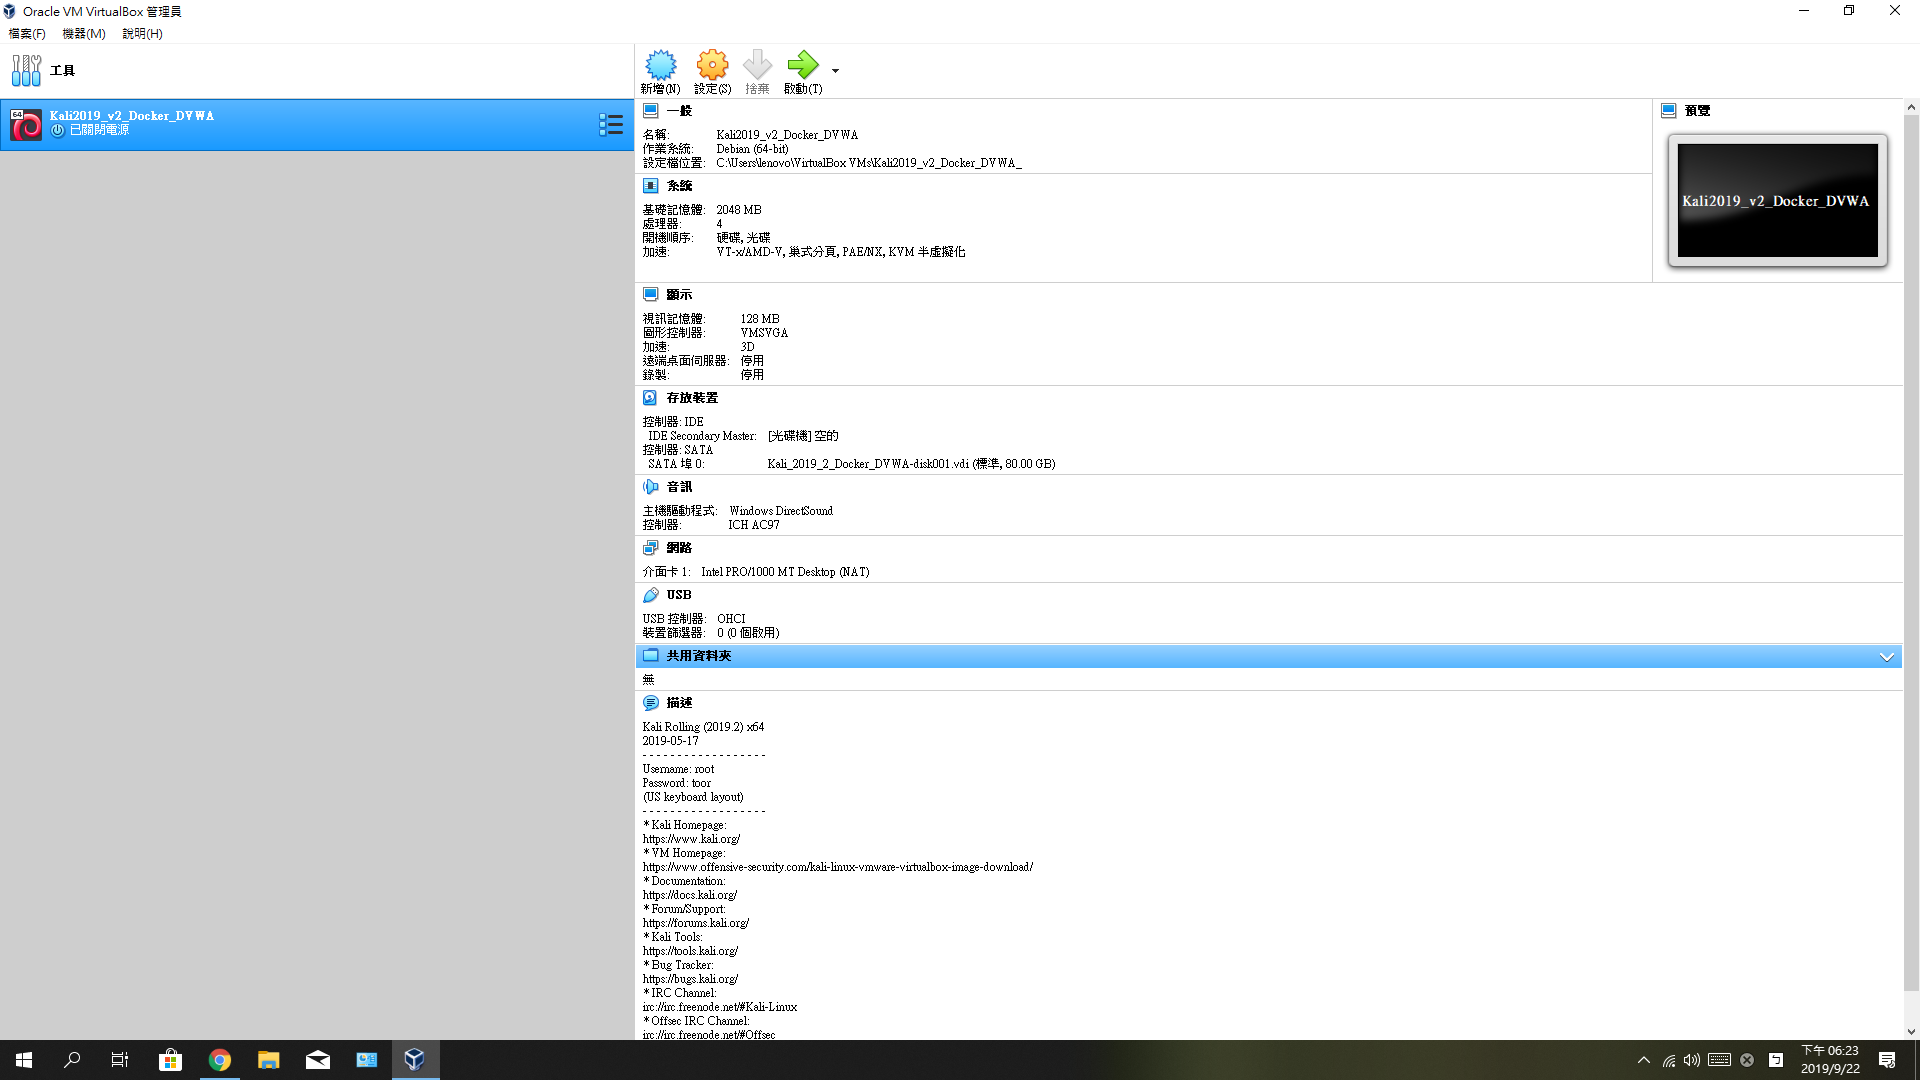 Oracle VM VirtualBox 管理員
檔案(F) 機器(M) 說明(H)
工具
新增(N) 設定(S) 捨棄 啟動(T)
64
Kali2019_v2_Docker_DVWA
已關閉電源
一般
名稱: Kali2019_v2_Docker_DVWA
作業系統: Debian (64-bit)
設定檔位置: C:\Users\lenovo\VirtualBox VMs\Kali2019_v2_Docker_DVWA_
預覽
Kali2019_v2_Docker_DVWA
系統
基礎記憶體: 2048 MB
處理器: 4
開機順序: 硬碟, 光碟
加速: VT-x/AMD-V, 巢式分頁, PAE/NX, KVM 半虛擬化
顯示
視訊記憶體: 128 MB
圖形控制器: VMSVGA
加速: 3D
遠端桌面伺服器: 停用
錄製: 停用
存放裝置
控制器: IDE
IDE Secondary Master: [光碟機] 空的
控制器: SATA
SATA 埠 0: Kali_2019_2_Docker_DVWA-disk001.vdi (標準, 80.00 GB)
音訊
主機驅動程式: Windows DirectSound
控制器: ICH AC97
網路
介面卡 1: Intel PRO/1000 MT Desktop (NAT)
USB
USB 控制器: OHCI
裝置篩選器: 0 (0 個啟用)
共用資料夾
無
描述
Kali Rolling (2019.2) x64
2019-05-17
- - - - - - - - - - - - - - - - - - -
Username: root
Password: toor
(US keyboard layout)
- - - - - - - - - - - - - - - - - - -
* Kali Homepage:
https://www.kali.org/
* VM Homepage:
https://www.offensive-security.com/kali-linux-vmware-virtualbox-image-download/
* Documentation:
https://docs.kali.org/
* Forum/Support:
https://forums.kali.org/
* Kali Tools:
https://tools.kali.org/
* Bug Tracker:
https://bugs.kali.org/
* IRC Channel:
irc://irc.freenode.net/#Kali-Linux
* Offsec IRC Channel:
irc://irc.freenode.net/#Offsec
下午 06:23
2019/9/22